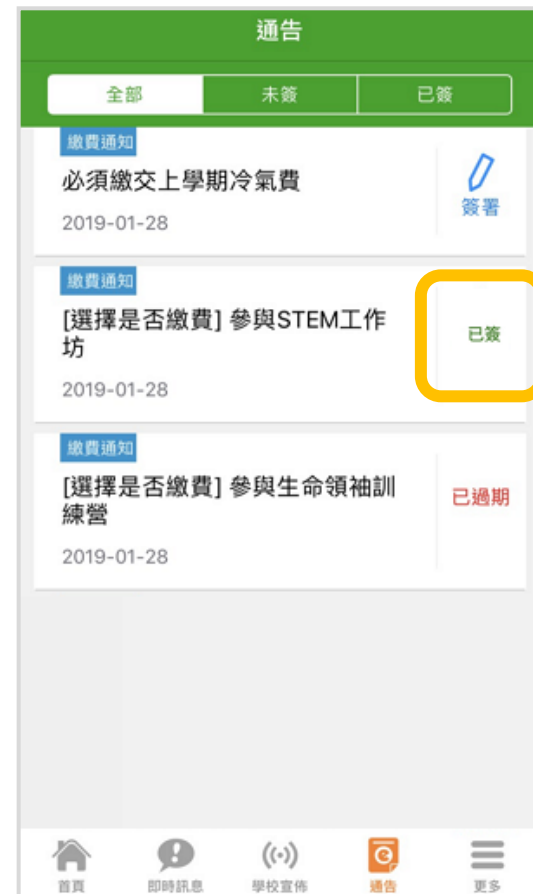 通告
全部 未簽 已簽
繳費通知
必須繳交上學期冷氣費
2019-01-28
簽署
繳費通知
[選擇是否繳費] 參與STEM工作
坊
2019-01-28
已簽
繳費通知
[選擇是否繳費] 參與生命領袖訓
練營
2019-01-28
已過期
首頁 即時訊息 學校宣佈 通告 更多